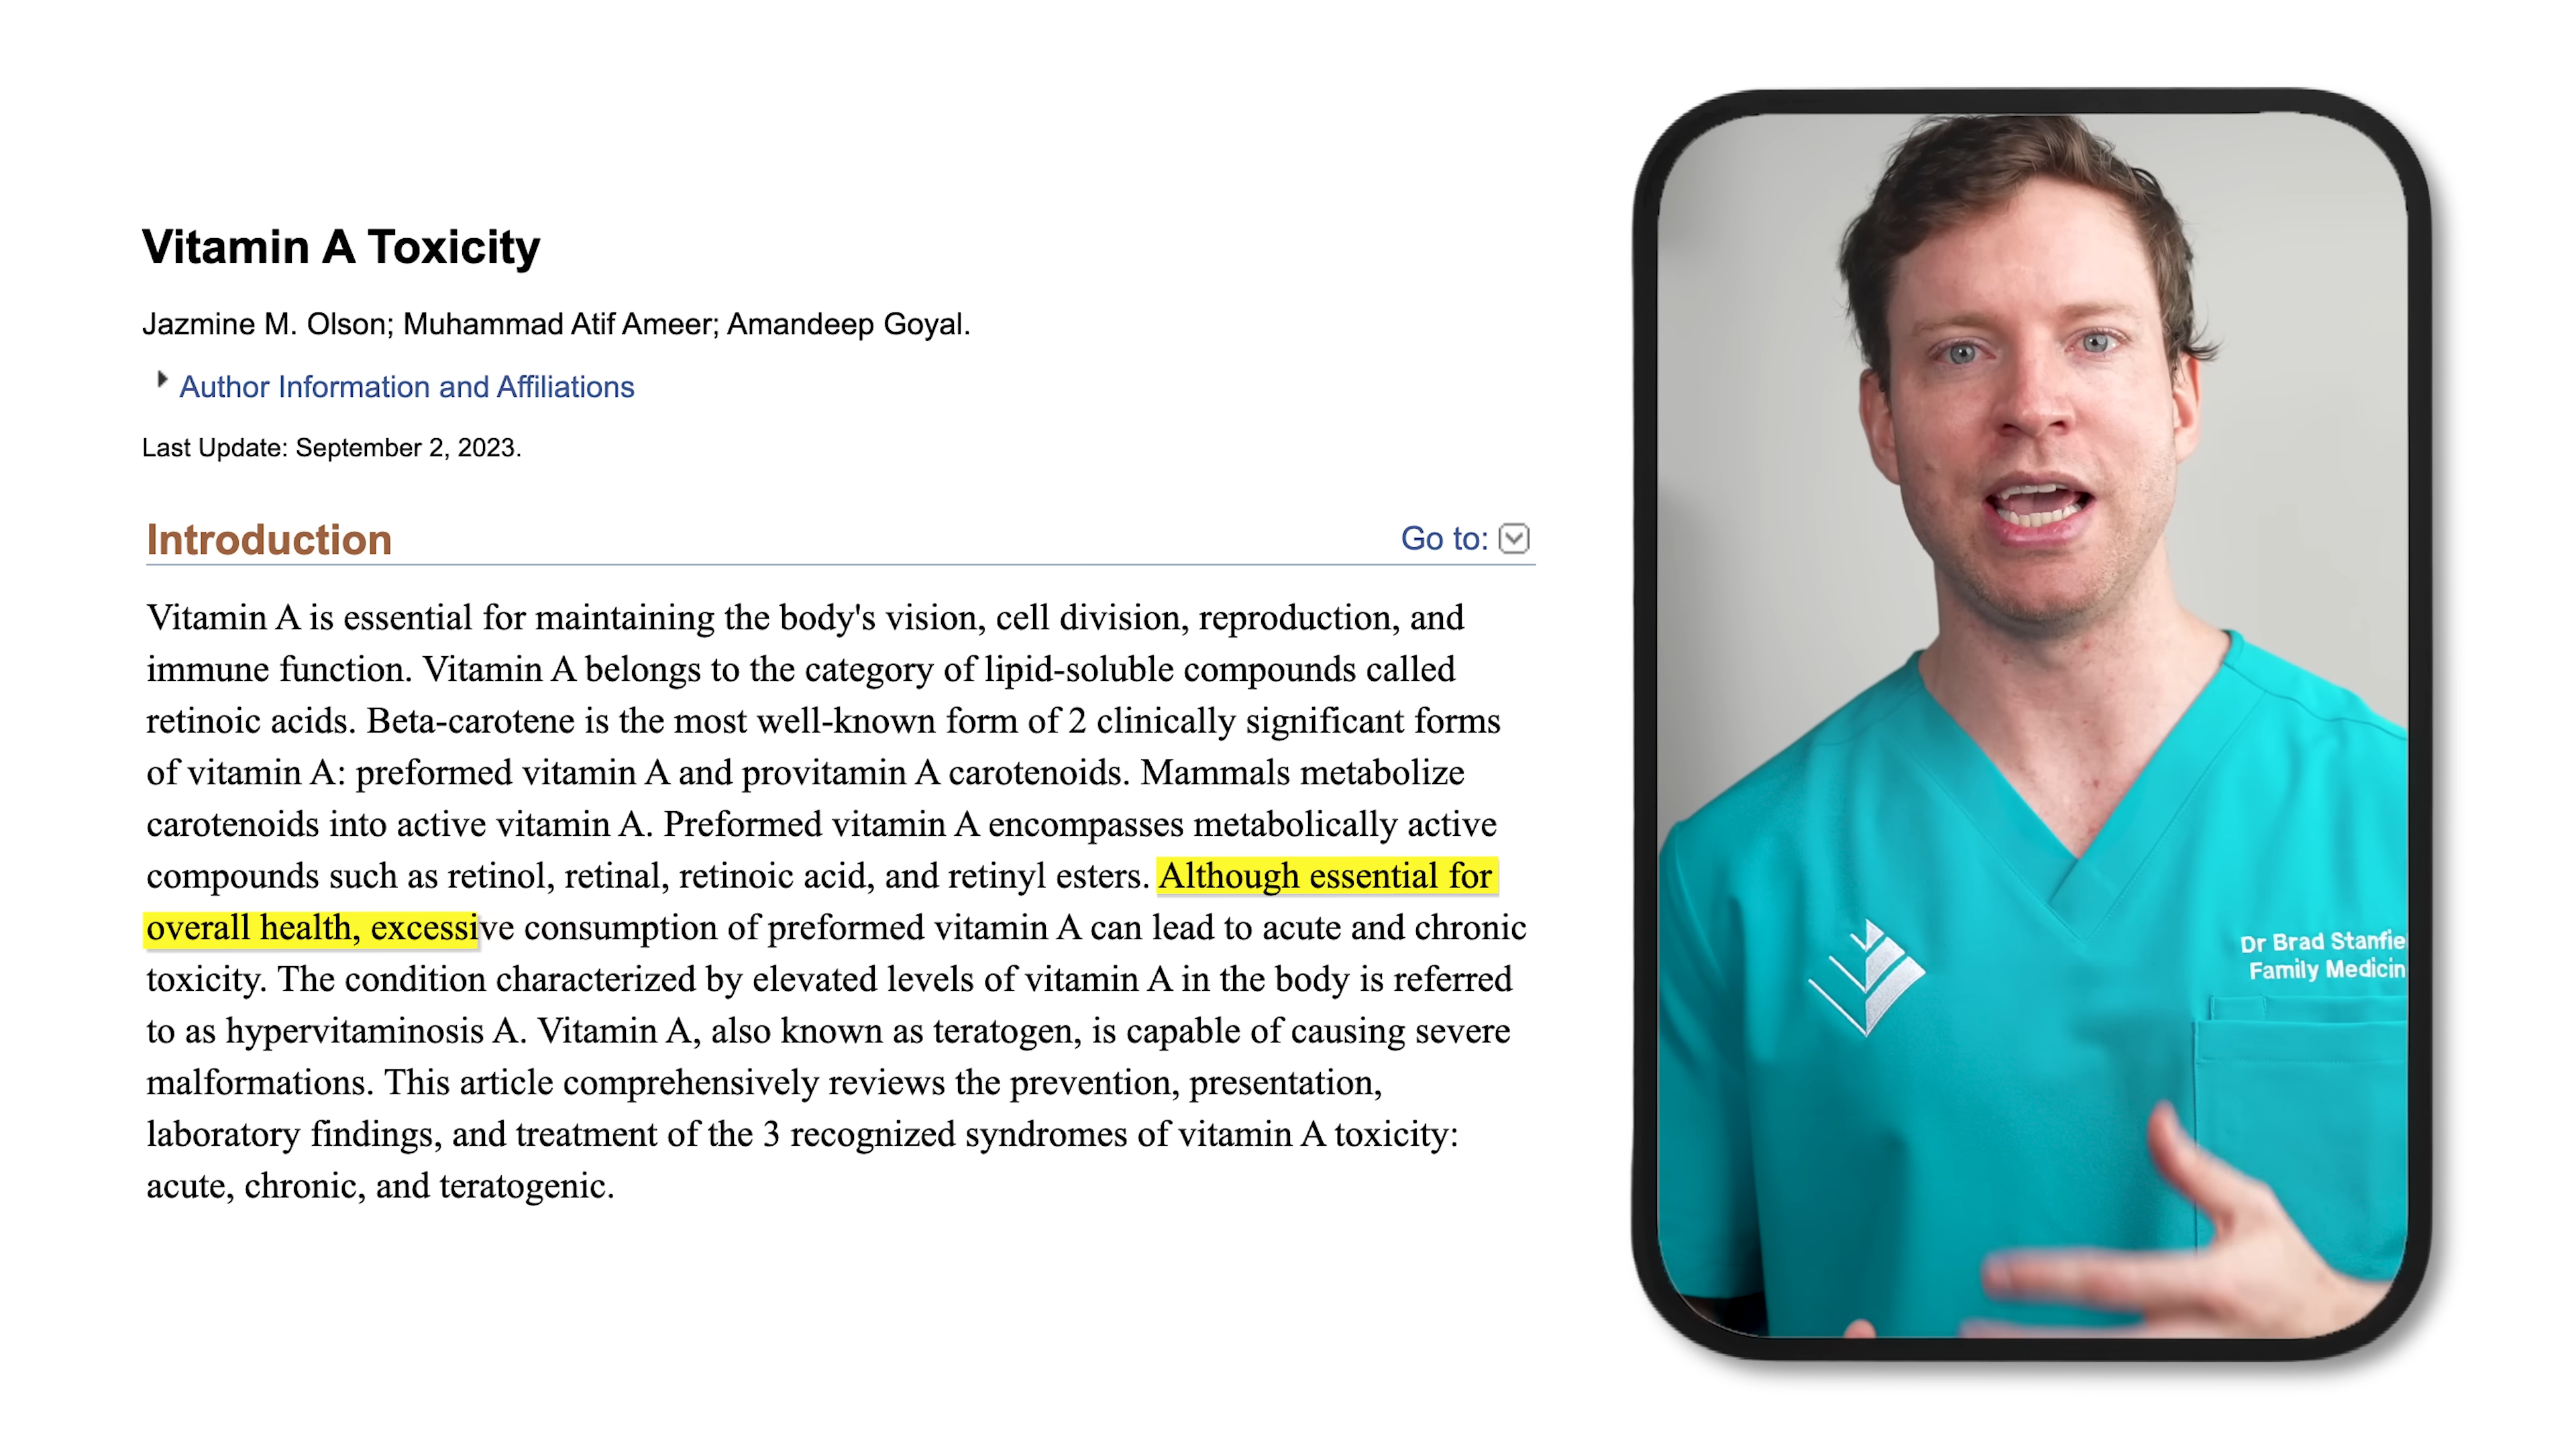 Vitamin A Toxicity
Jazmine M. Olson; Muhammad Atif Ameer; Amandeep Goyal.
Author Information and Affiliations
Last Update: September 2, 2023.
Introduction
Go to:
Vitamin A is essential for maintaining the body's vision, cell division, reproduction, and
immune function. Vitamin A belongs to the category of lipid-soluble compounds called
retinoic acids. Beta-carotene is the most well-known form of 2 clinically significant forms
of vitamin A: preformed vitamin A and provitamin A carotenoids. Mammals metabolize
carotenoids into active vitamin A. Preformed vitamin A encompasses metabolically active
compounds such as retinol, retinal, retinoic acid, and retinyl esters. Although essential for
overall health, excessive consumption of preformed vitamin A can lead to acute and chronic
toxicity. The condition characterized by elevated levels of vitamin A in the body is referred
to as hypervitaminosis A. Vitamin A, also known as teratogen, is capable of causing severe
malformations. This article comprehensively reviews the prevention, presentation,
laboratory findings, and treatment of the 3 recognized syndromes of vitamin A toxicity:
acute, chronic, and teratogenic.
Dr Brad Stanfie
Family Medicin